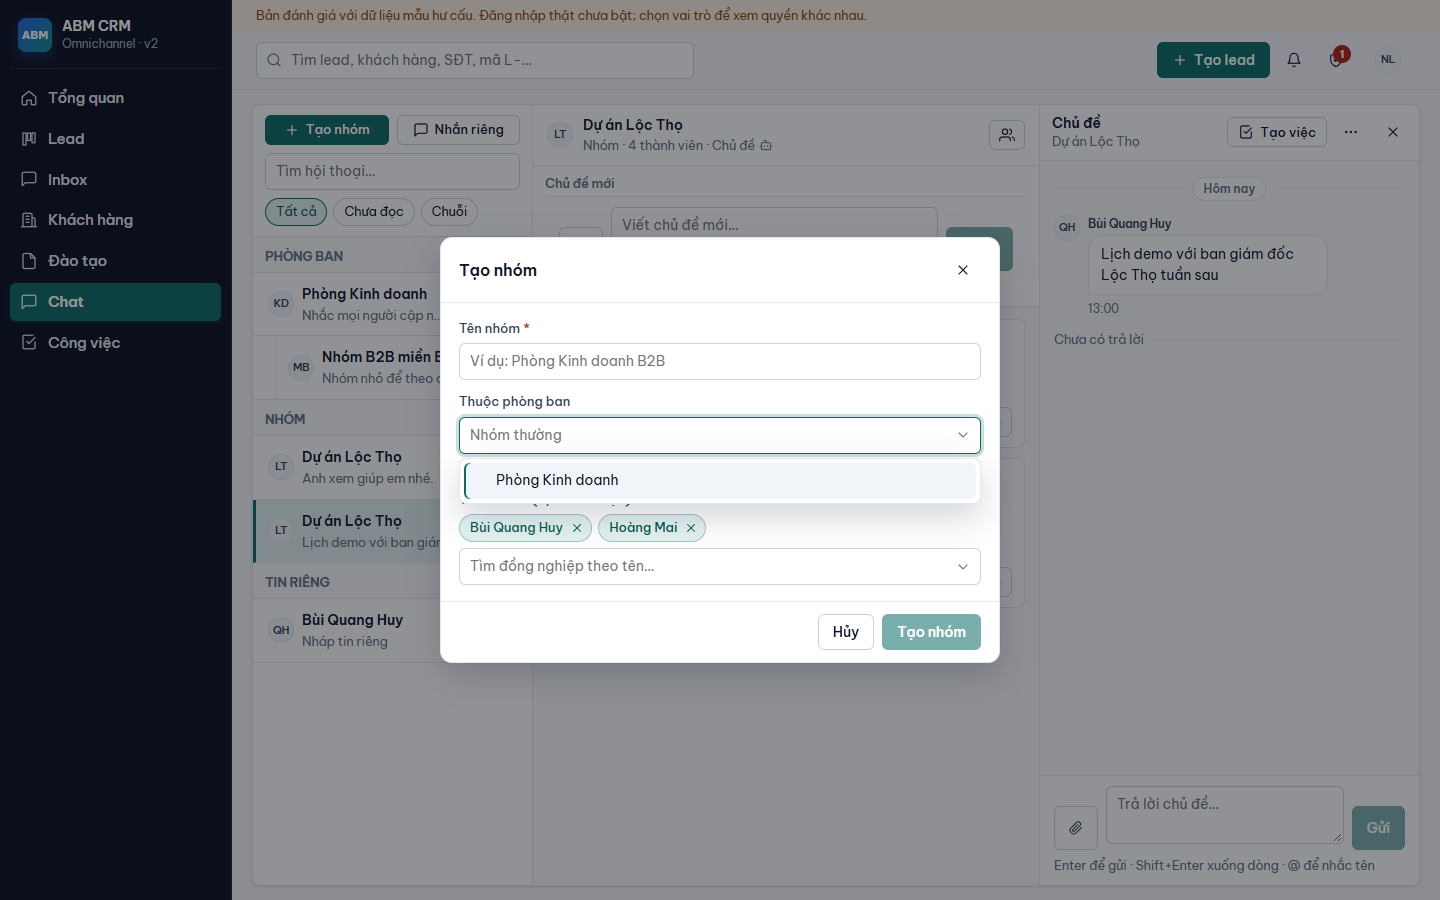 ABM
ABM CRM
Omnichannel · v2
Tổng quan
Lead
Inbox
Khách hàng
Đào tạo
Chat
Công việc
Bản đánh giá với dữ liệu mẫu hư cấu. Đăng nhập thật chưa bật; chọn vai trò để xem quyền khác nhau.
Tìm lead, khách hàng, SĐT, mã L-...
Tạo lead
1
NL
Tạo nhóm
Nhắn riêng
Tìm hội thoại...
Tất cả
Chưa đọc
Chuỗi
PHÒNG BAN
KD
Phòng Kinh doanh
Nhắc mọi người cập n...
MB
Nhóm B2B miền
Nhóm nhỏ để theo
NHÓM
LT
Dự án Lộc Thọ
Anh xem giúp em nhé.
LT
Dự án Lộc Thọ
Lịch demo với ban giám
TIN RIÊNG
QH
Bùi Quang Huy
Nháp tin riêng
LT
Dự án Lộc Thọ
Nhóm · 4 thành viên · Chủ đề
Chủ đề mới
Viết chủ đề mới...
Tạo nhóm
Tên nhóm *
Ví dụ: Phòng Kinh doanh B2B
Thuộc phòng ban
Nhóm thường
Phòng Kinh doanh
Bùi Quang Huy
Hoàng Mai
Tìm đồng nghiệp theo tên...
Hủy
Tạo nhóm
Chủ đề
Dự án Lộc Thọ
Tạo việc
Hôm nay
QH
Bùi Quang Huy
Lịch demo với ban giám đốc
Lộc Thọ tuần sau
13:00
Chưa có trả lời
Trả lời chủ đề...
Gửi
Enter để gửi · Shift+Enter xuống dòng · @ để nhắc tên